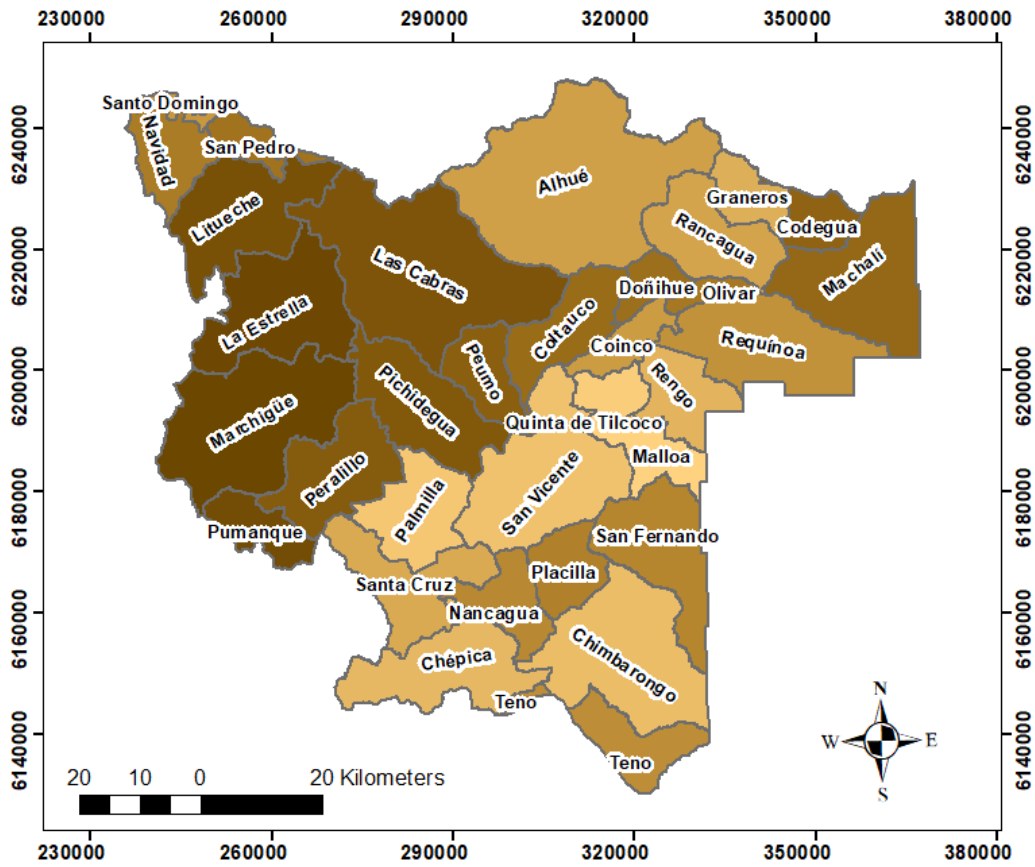 230000 260000 290000 320000 350000 380000
6240000
6240000
6220000
6220000
6200000
6200000
6180000
6180000
6160000
6160000
6140000
6140000
Santo Domingo
Navidad
San Pedro
Litueche
Alhué
Graneros
Rancagua
Codegua
Machalí
Las Cabras
La Estrella
Doñihue
Olivar
Coltauco
Coinco
Requínoa
Peumo
Rengo
Pichidegua
Marchigüe
Quinta de Tilcoco
Malloa
Peralillo
Palmilla
San Vicente
Pumanque
San Fernando
Placilla
Santa Cruz
Nancagua
Chimbarongo
Chépica
Teno
Teno
N
W E
S
20 10 0 20 Kilometers
230000 260000 290000 320000 350000 380000